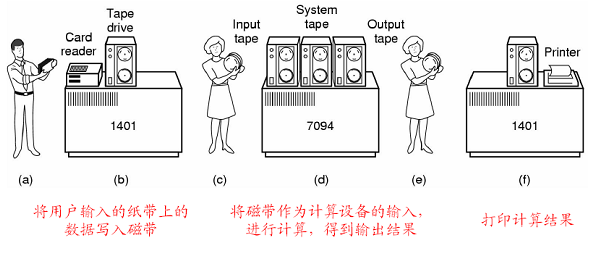 Tape
drive
Card
reader
1401
Input
tape
System
tape
7094
Output
tape
Printer
1401
(a)
(b)
(c)
(d)
(e)
(f)
将用户输入的纸带上的
数据写入磁带
将磁带作为计算设备的输入，
进行计算，得到输出结果
打印计算结果